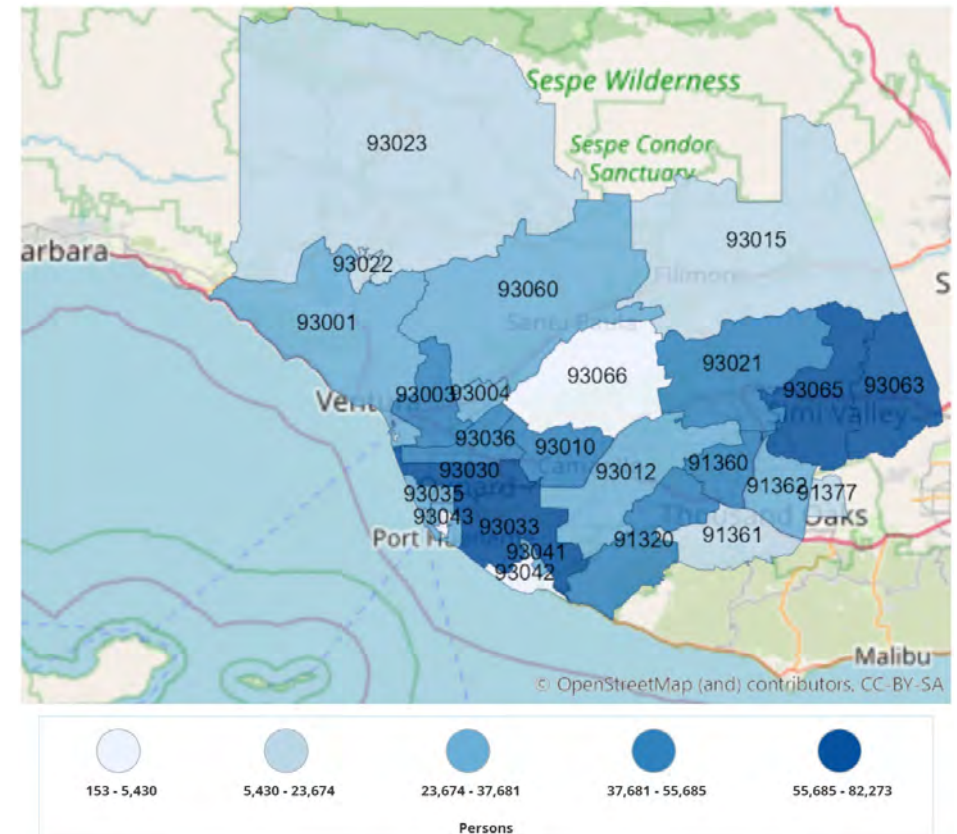 Sespe Wilderness
93023
Sespe Condor
Sanctuary
93015
arbara
93022
Fillmore
S
93060
93001
Santa Paula
93021
93066
93065
93063
93003
93004
Ventu
imi Valley
93036
93010
91360
93030
Cam
93012
91362
91377
93035
93043
Thousand Oaks
93033
91361
Port H
93041
91320
93042
Malibu
© OpenStreetMap (and) contributors, CC-BY-SA
153 - 5,430
5,430 - 23,674
23,674 - 37,681
37,681 - 55,685
55,685 - 82,273
Persons